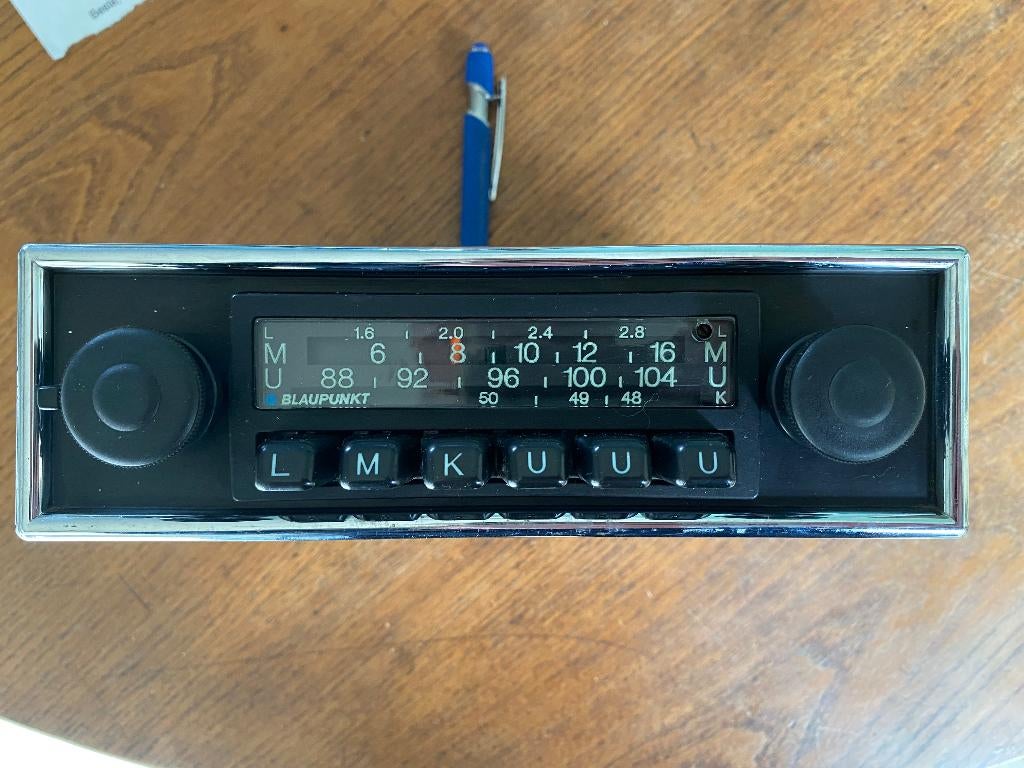 L 1.6 2.0 2.4 2.8 L
M 6 8 10 12 16 M
U 88 92 96 100 104 U
BLAUPUNKT 50 49 48 K
L M K U U U